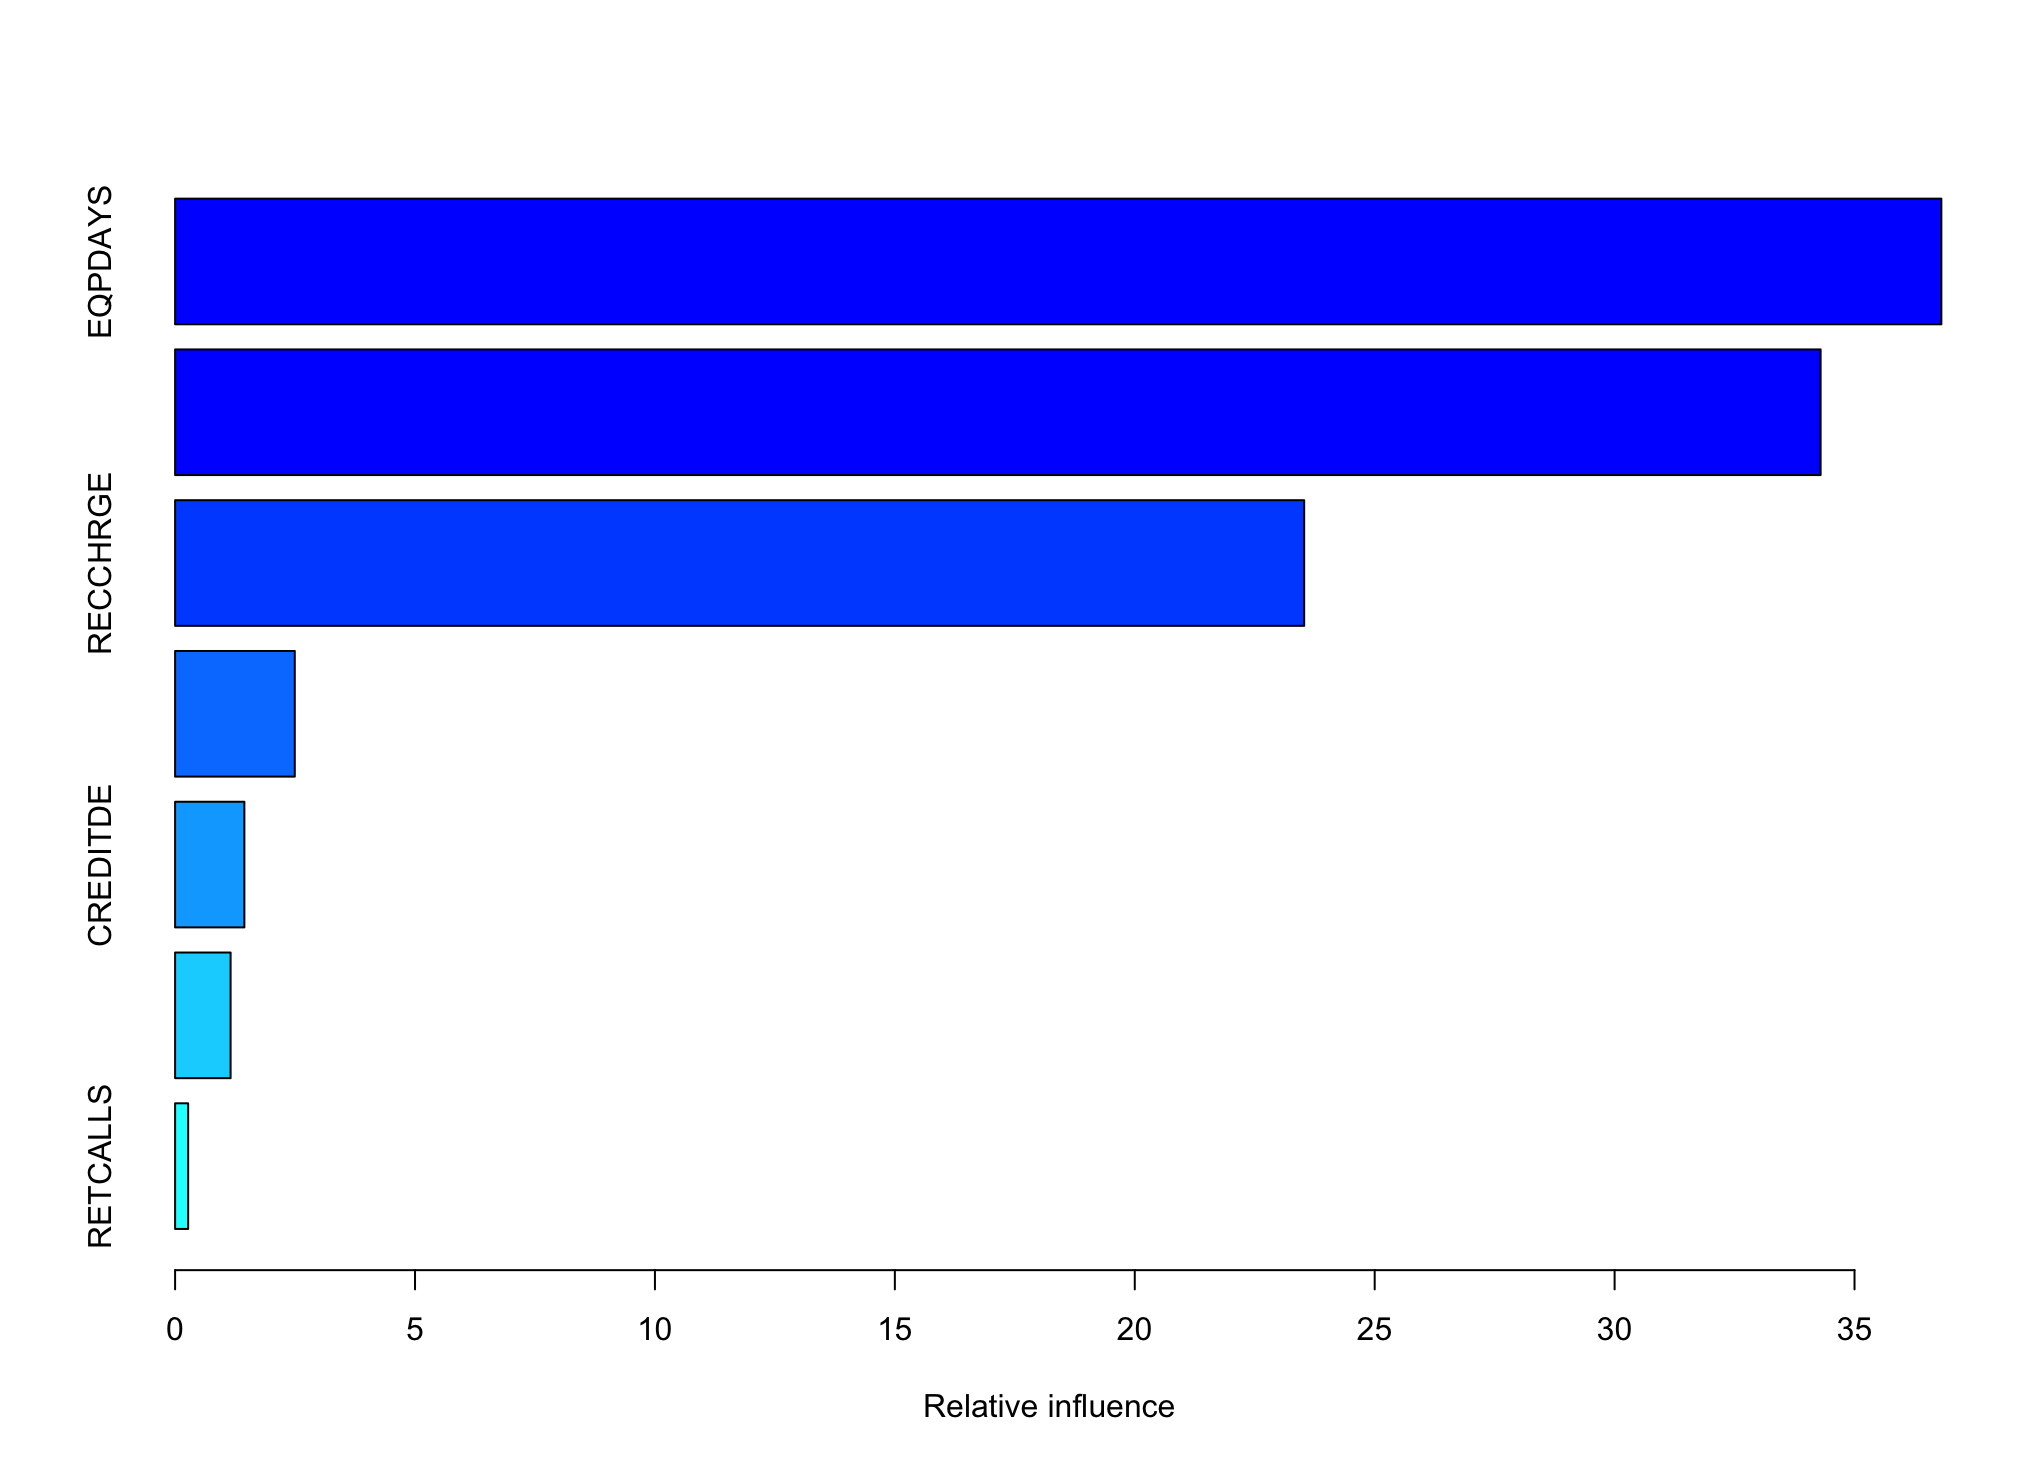 EQPDAYS
RECCHRGE
CREDITDE
RETCALLS
0 5 10 15 20 25 30 35
Relative influence